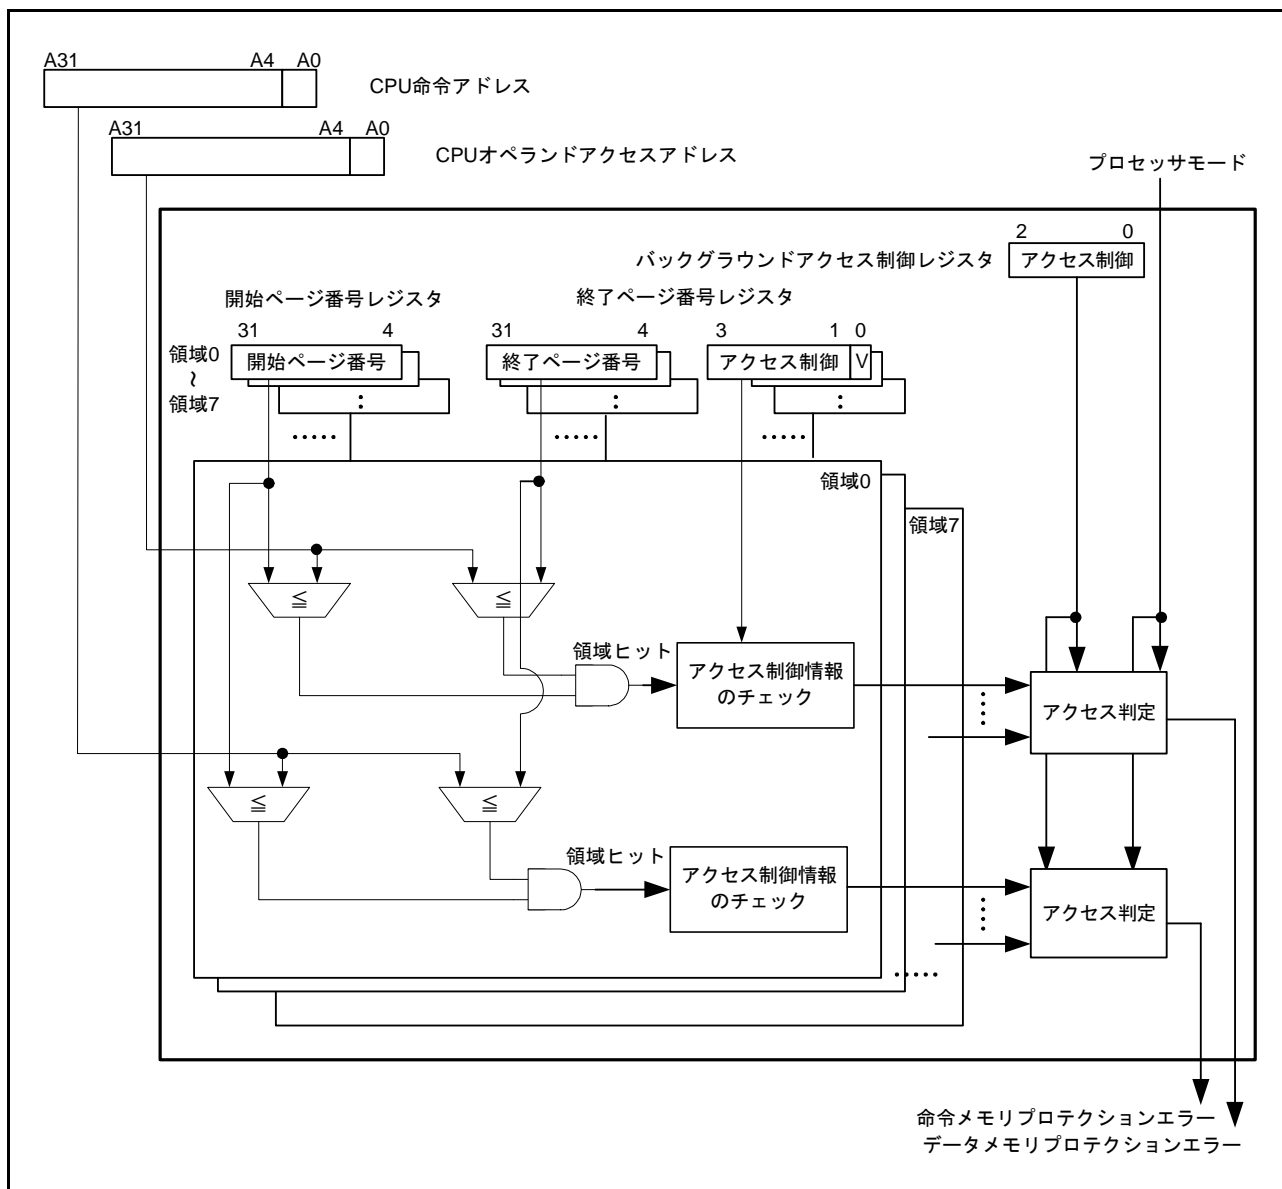 A31 A4 A0
CPU命令アドレス
A31 A4 A0
CPUオペランドアクセスアドレス
プロセッサモード
2 0
バックグラウンドアクセス制御レジスタ アクセス制御
開始ページ番号レジスタ 終了ページ番号レジスタ
31 4 31 4 3 1 0
領域0 開始ページ番号 終了ページ番号 アクセス制御 V
~
領域7
: : :
..... ..... .....
領域0
領域7
≦ ≦
領域ヒット
アクセス制御情報
のチェック
アクセス判定
≦ ≦
領域ヒット
アクセス制御情報
のチェック
アクセス判定
.....
命令メモリプロテクションエラー
データメモリプロテクションエラー